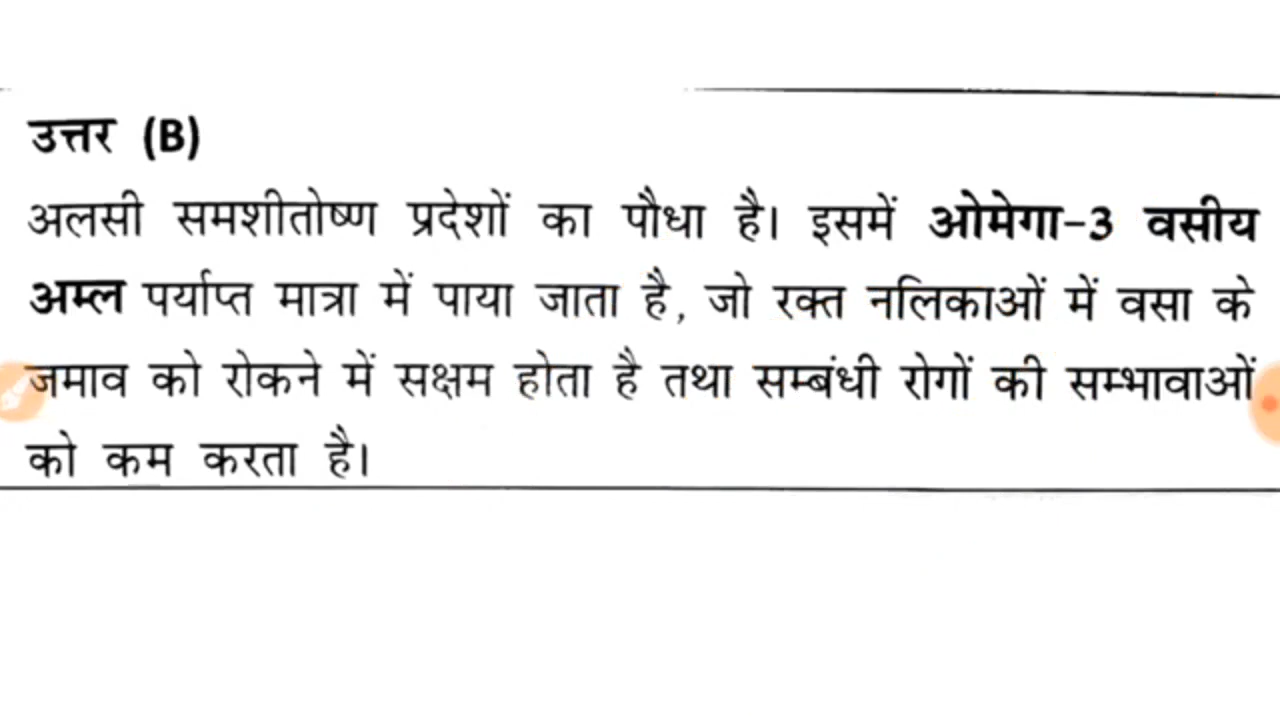 उत्तर (B)
अलसी समशीतोष्ण प्रदेशों का पौधा है। इसमें ओमेगा-3 वसीय
अम्ल पर्याप्त मात्रा में पाया जाता है, जो रक्त नलिकाओं में वसा के
जमाव को रोकने में सक्षम होता है तथा सम्बंधी रोगों की सम्भावाओं
को कम करता है।